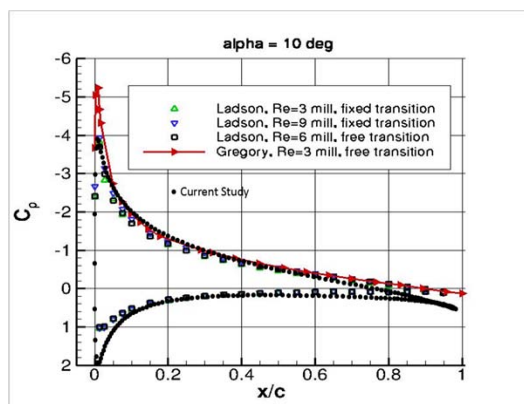 alpha = 10 deg
Ladson, Re=3 mill, fixed transition
Ladson, Re=9 mill, fixed transition
Ladson, Re=6 mill, free transition
Gregory, Re=3 mill, free transition
Current Study
-6
-5
-4
-3
-2
-1
0
1
2
Cp
0
0.2
0.4
0.6
0.8
1
x/c